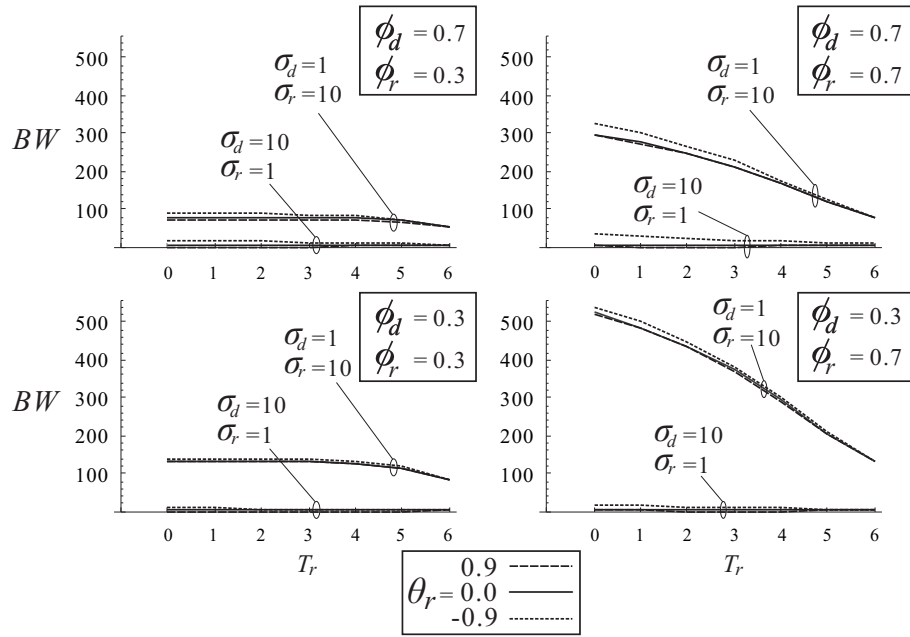 ϕd = 0.7
ϕr = 0.3
σd =1
σr = 10
σd =10
σr = 1
BW
500
400
300
200
100
0 1 2 3 4 5 6
ϕd = 0.7
ϕr = 0.7
σd =1
σr = 10
σd = 10
σr = 1
500
400
300
200
100
0 1 2 3 4 5 6
ϕd = 0.3
ϕr = 0.3
σd =1
σr = 10
σd = 10
σr = 1
BW
500
400
300
200
100
0 1 2 3 4 5 6
Tr
ϕd = 0.3
ϕr = 0.7
σd = 1
σr = 10
σd = 10
σr = 1
500
400
300
200
100
0 1 2 3 4 5 6
Tr
0.9
θr = 0.0
-0.9